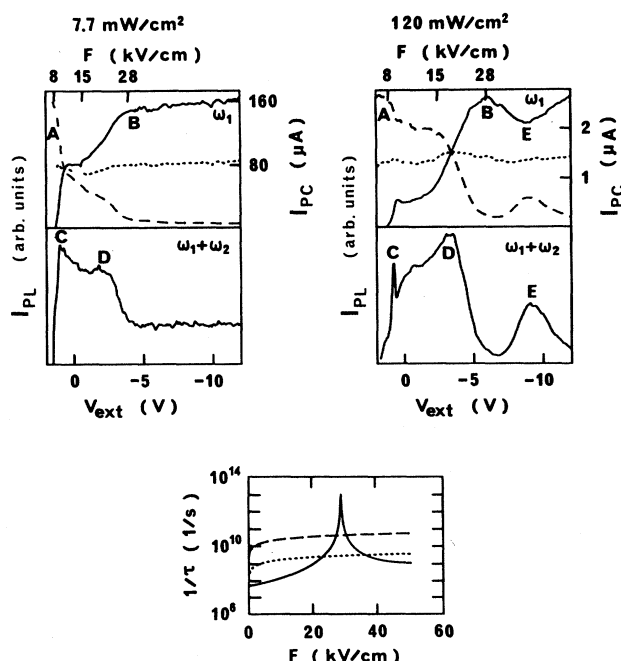 7.7 mW/cm²
F (kV/cm)
8 15 28
A
B
ω₁
160
80
I_PC (μA)
I_PL (arb. units)
C
D
ω₁+ω₂
0 −5 −10
V_ext (V)
120 mW/cm²
F (kV/cm)
8 15 28
A
B
ω₁
E
2
1
I_PC (μA)
I_PL (arb. units)
C
D
ω₁+ω₂
E
0 −5 −10
V_ext (V)
10¹⁴
10¹⁰
10⁶
1/τ (1/s)
0 20 40 60
F (kV/cm)